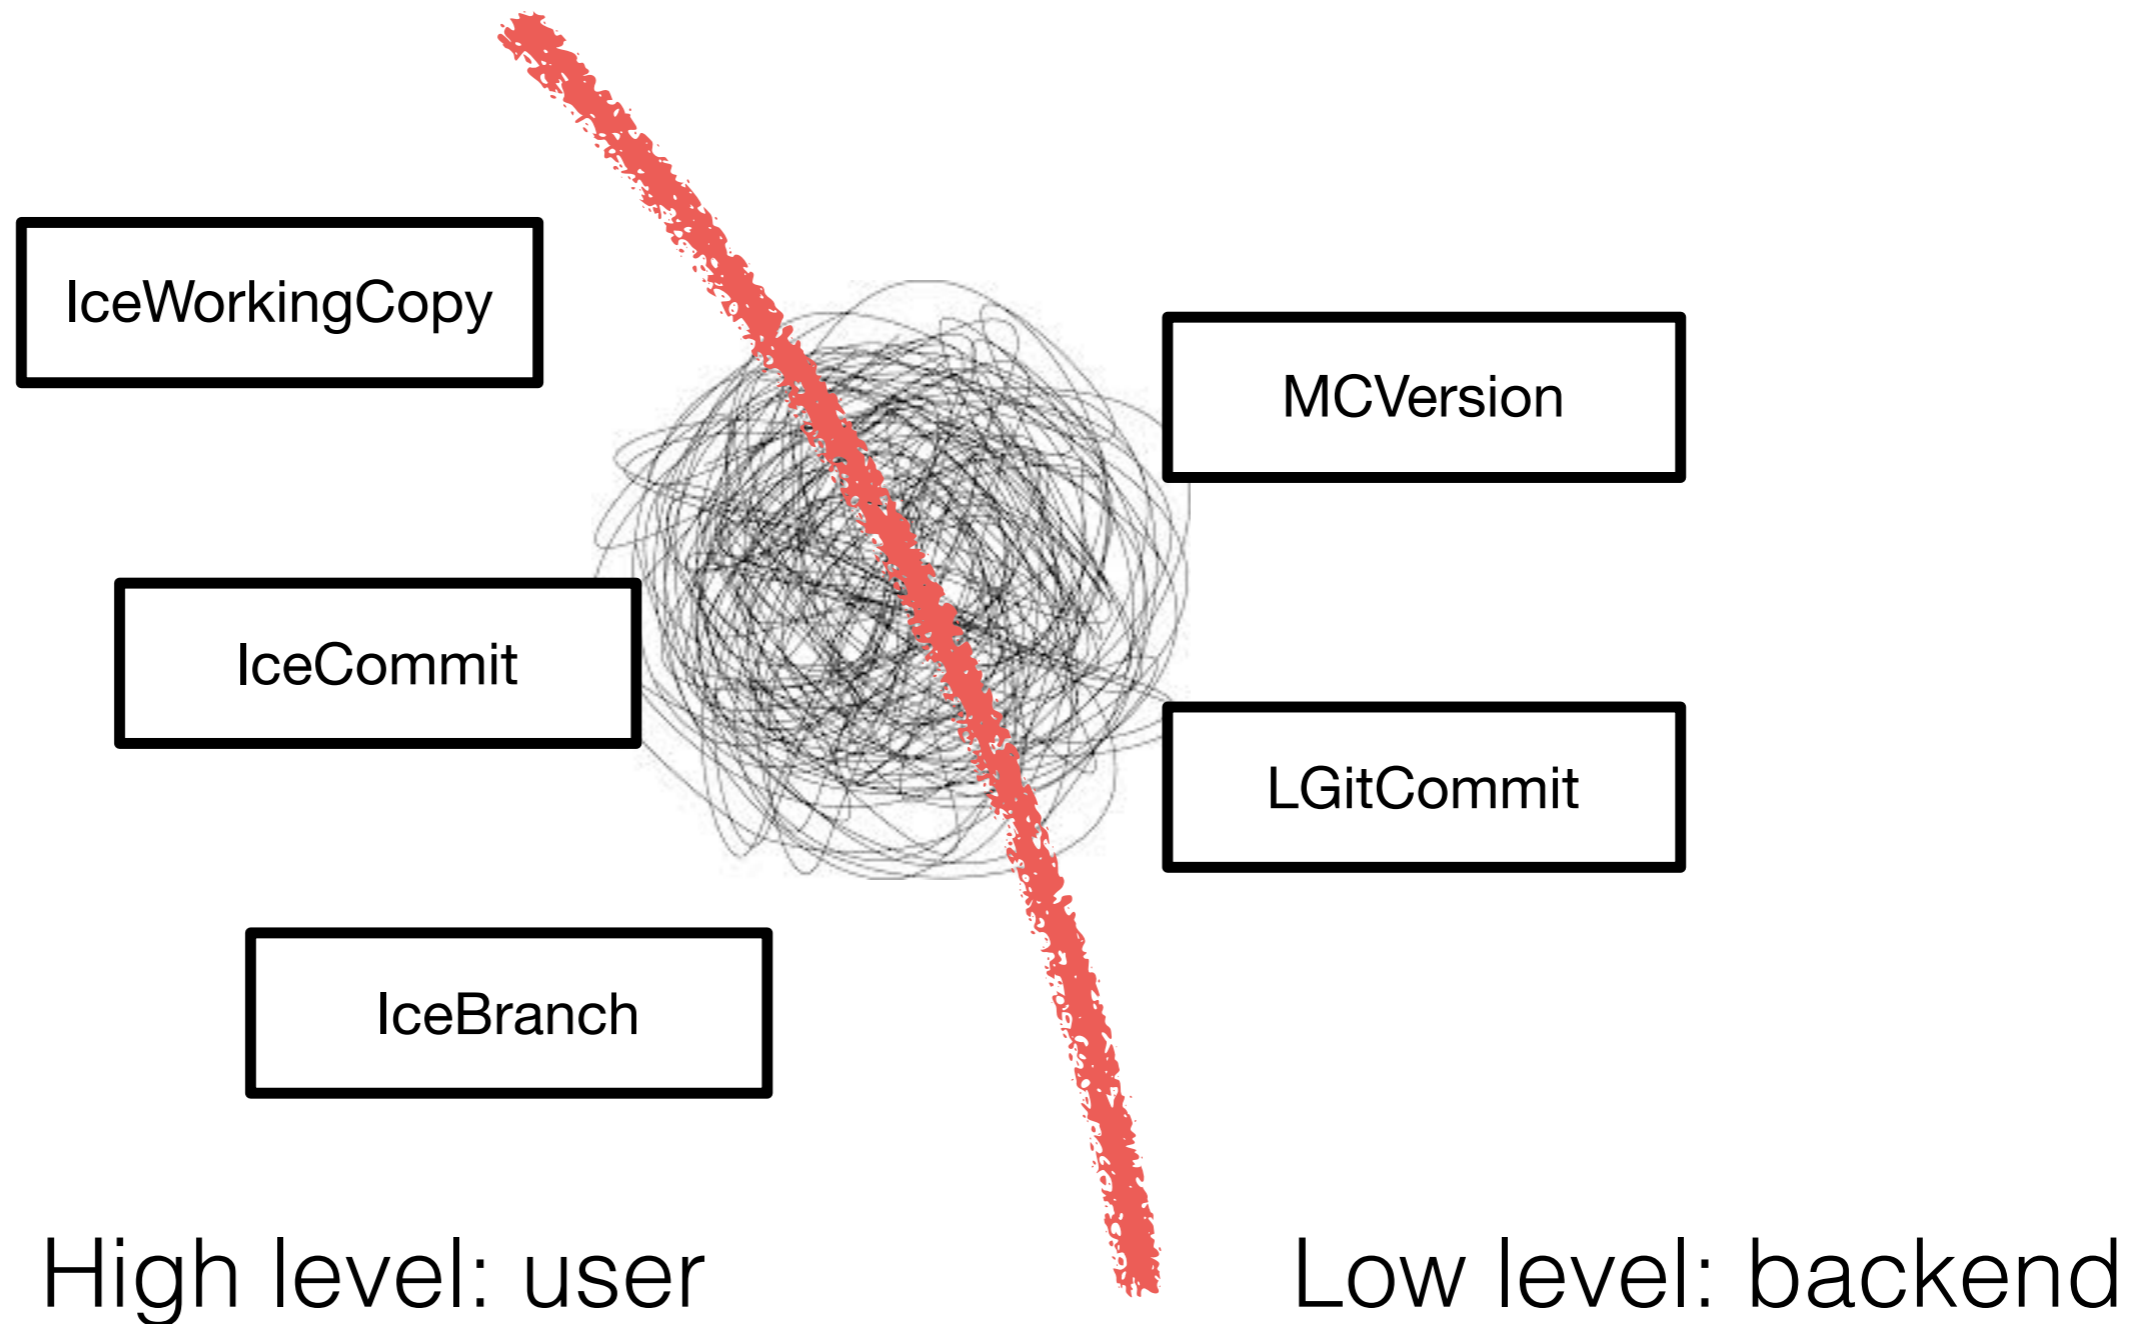 IceWorkingCopy
MCVersion
IceCommit
LGitCommit
IceBranch
High level: user
Low level: backend